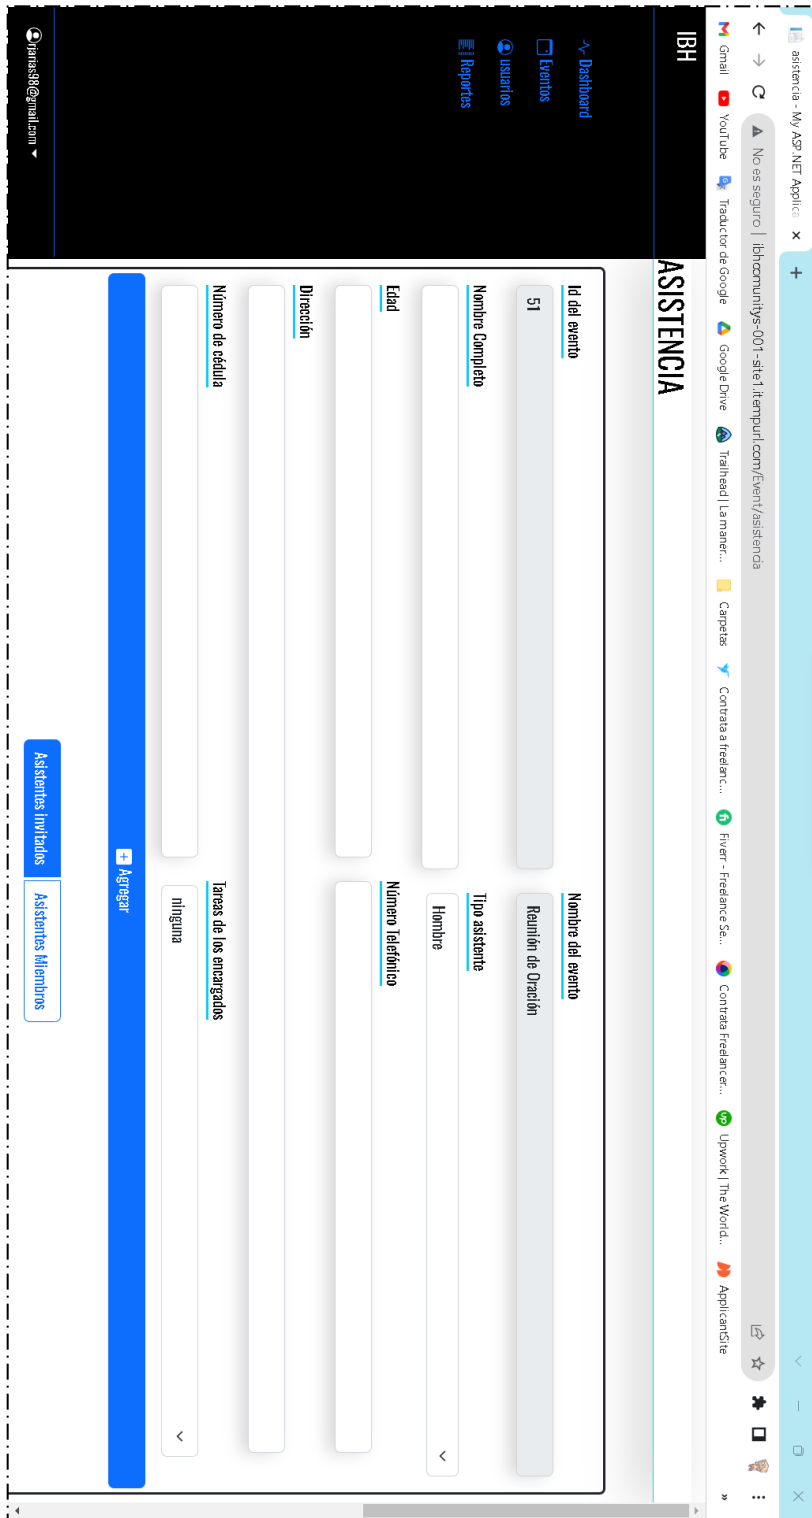 asistencia - My ASP.NET Applica
No es seguro | ibhcomunitys-001-site1.itempurl.com/Event/asistencia
Gmail YouTube Traductor de Google Google Drive Trailhead | La maner... Carpetas Contrata a freelanc... Fiverr - Freelance Se... Contrata Freelancer... Upwork | The World... ApplicantSite »
IBH
Dashboard
Eventos
usuarios
Reportes
rjarias98@gmail.com
ASISTENCIA
Id del evento Nombre del evento
51 Reunión de Oración
Nombre Completo Tipo asistente
Hombre
Edad Número Telefónico
Dirección
Número de cédula Tareas de los encargados
ninguna
+ Agregar
Asistentes invitados Asistentes Miembros